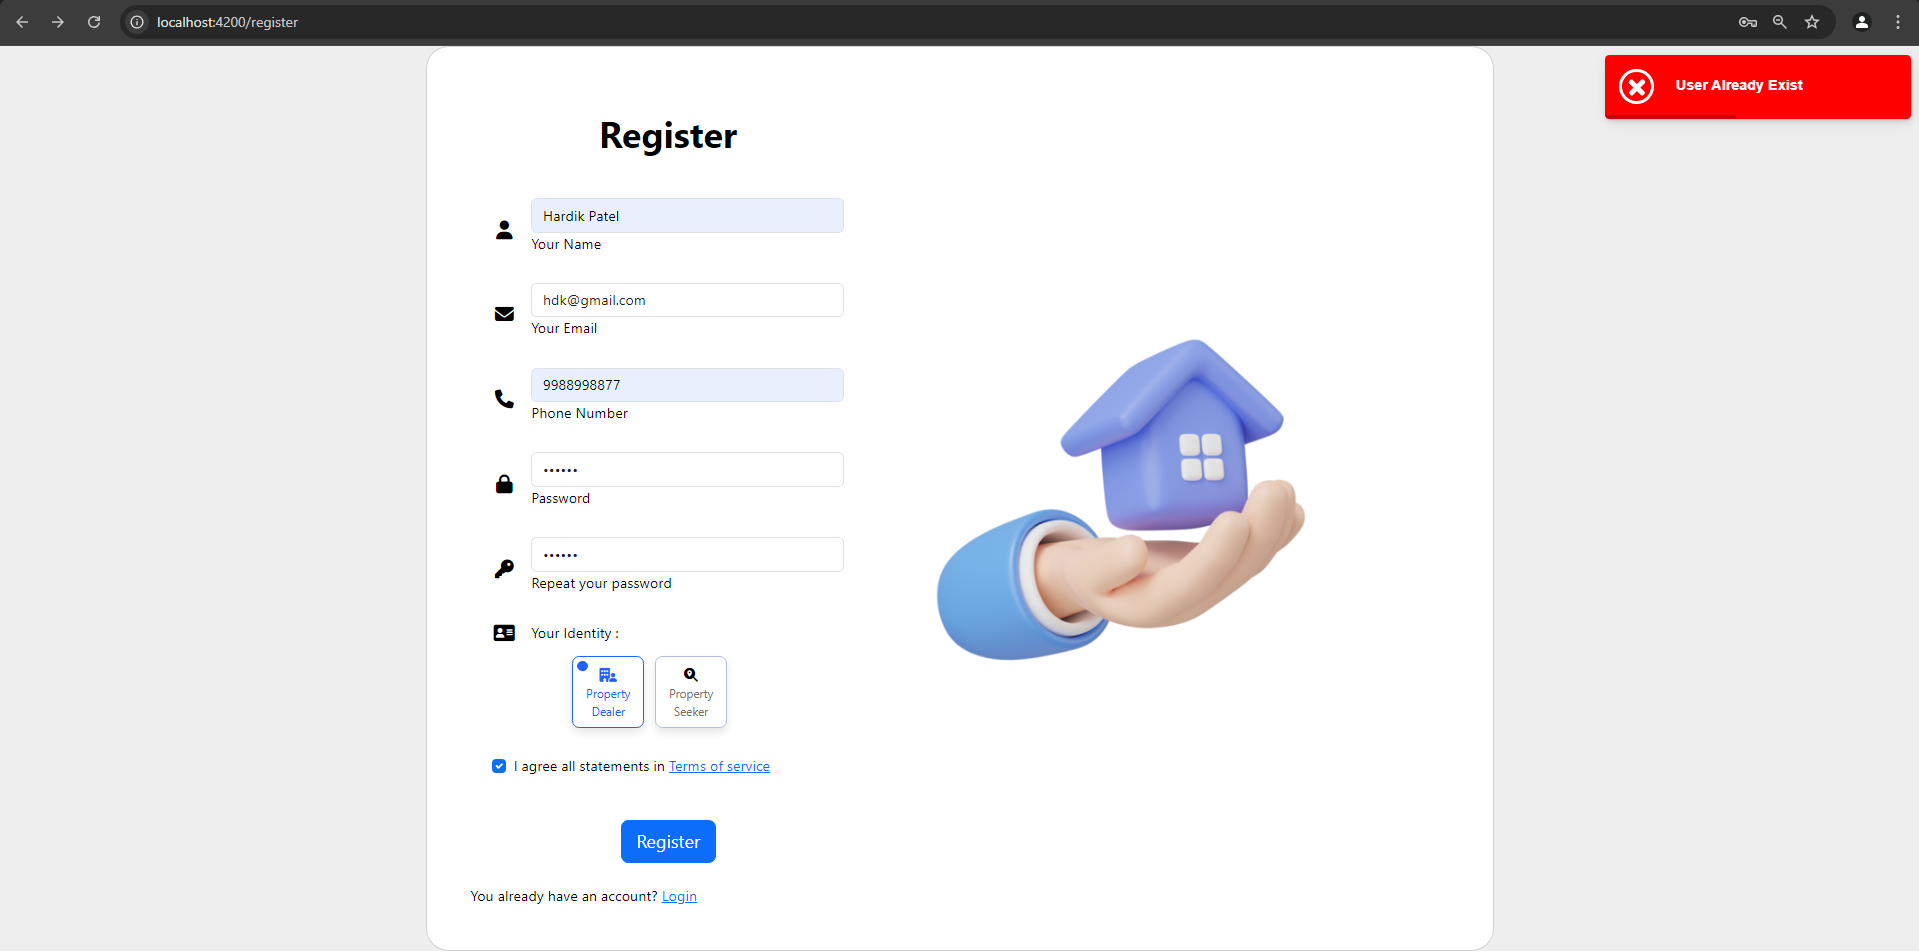 localhost:4200/register
User Already Exist
Register
Hardik Patel
Your Name
hdk@gmail.com
Your Email
9988998877
Phone Number
••••••
Password
••••••
Repeat your password
Your Identity :
Property
Dealer
Property
Seeker
I agree all statements in Terms of service
Register
You already have an account? Login